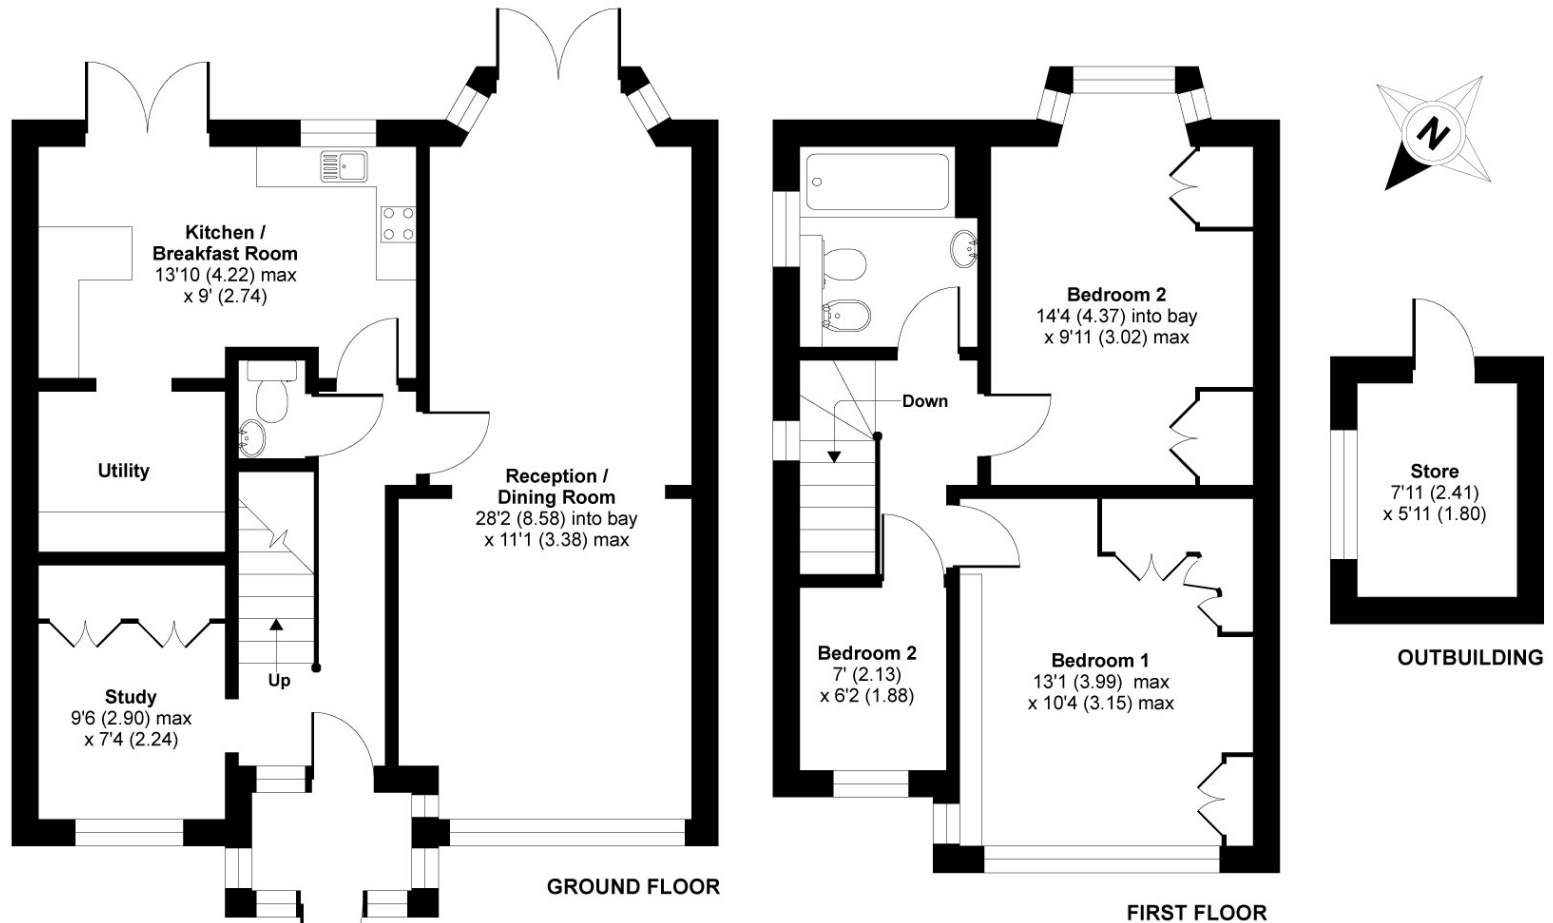 Kitchen /
Breakfast Room
13'10 (4.22) max
x 9' (2.74)
Utility
Reception /
Dining Room
28'2 (8.58) into bay
x 11'1 (3.38) max
Study
9'6 (2.90) max
x 7'4 (2.24)
Up
GROUND FLOOR
Bedroom 2
14'4 (4.37) into bay
x 9'11 (3.02) max
Down
Bedroom 2
7' (2.13)
x 6'2 (1.88)
Bedroom 1
13'1 (3.99) max
x 10'4 (3.15) max
FIRST FLOOR
N
Store
7'11 (2.41)
x 5'11 (1.80)
OUTBUILDING